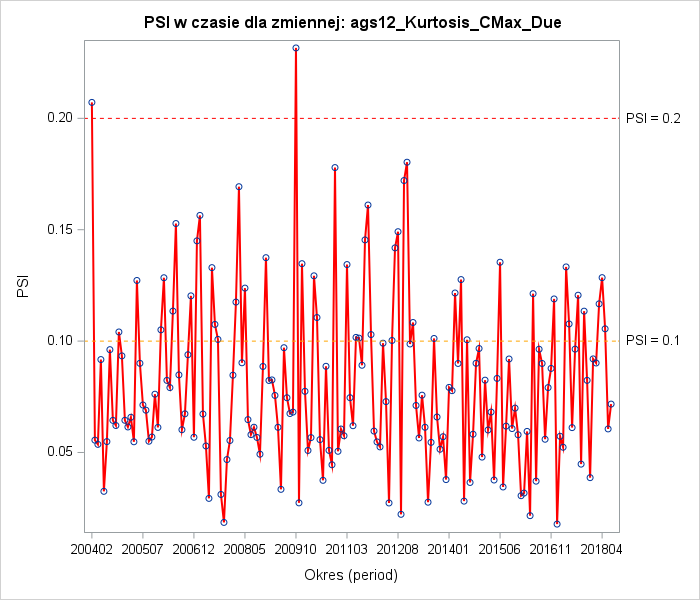 PSI w czasie dla zmiennej: ags12_Kurtosis_CMax_Due
0.20
PSI = 0.2
0.15
PSI
0.10
PSI = 0.1
0.05
200402 200507 200612 200805 200910 201103 201208 201401 201506 201611 201804
Okres (period)